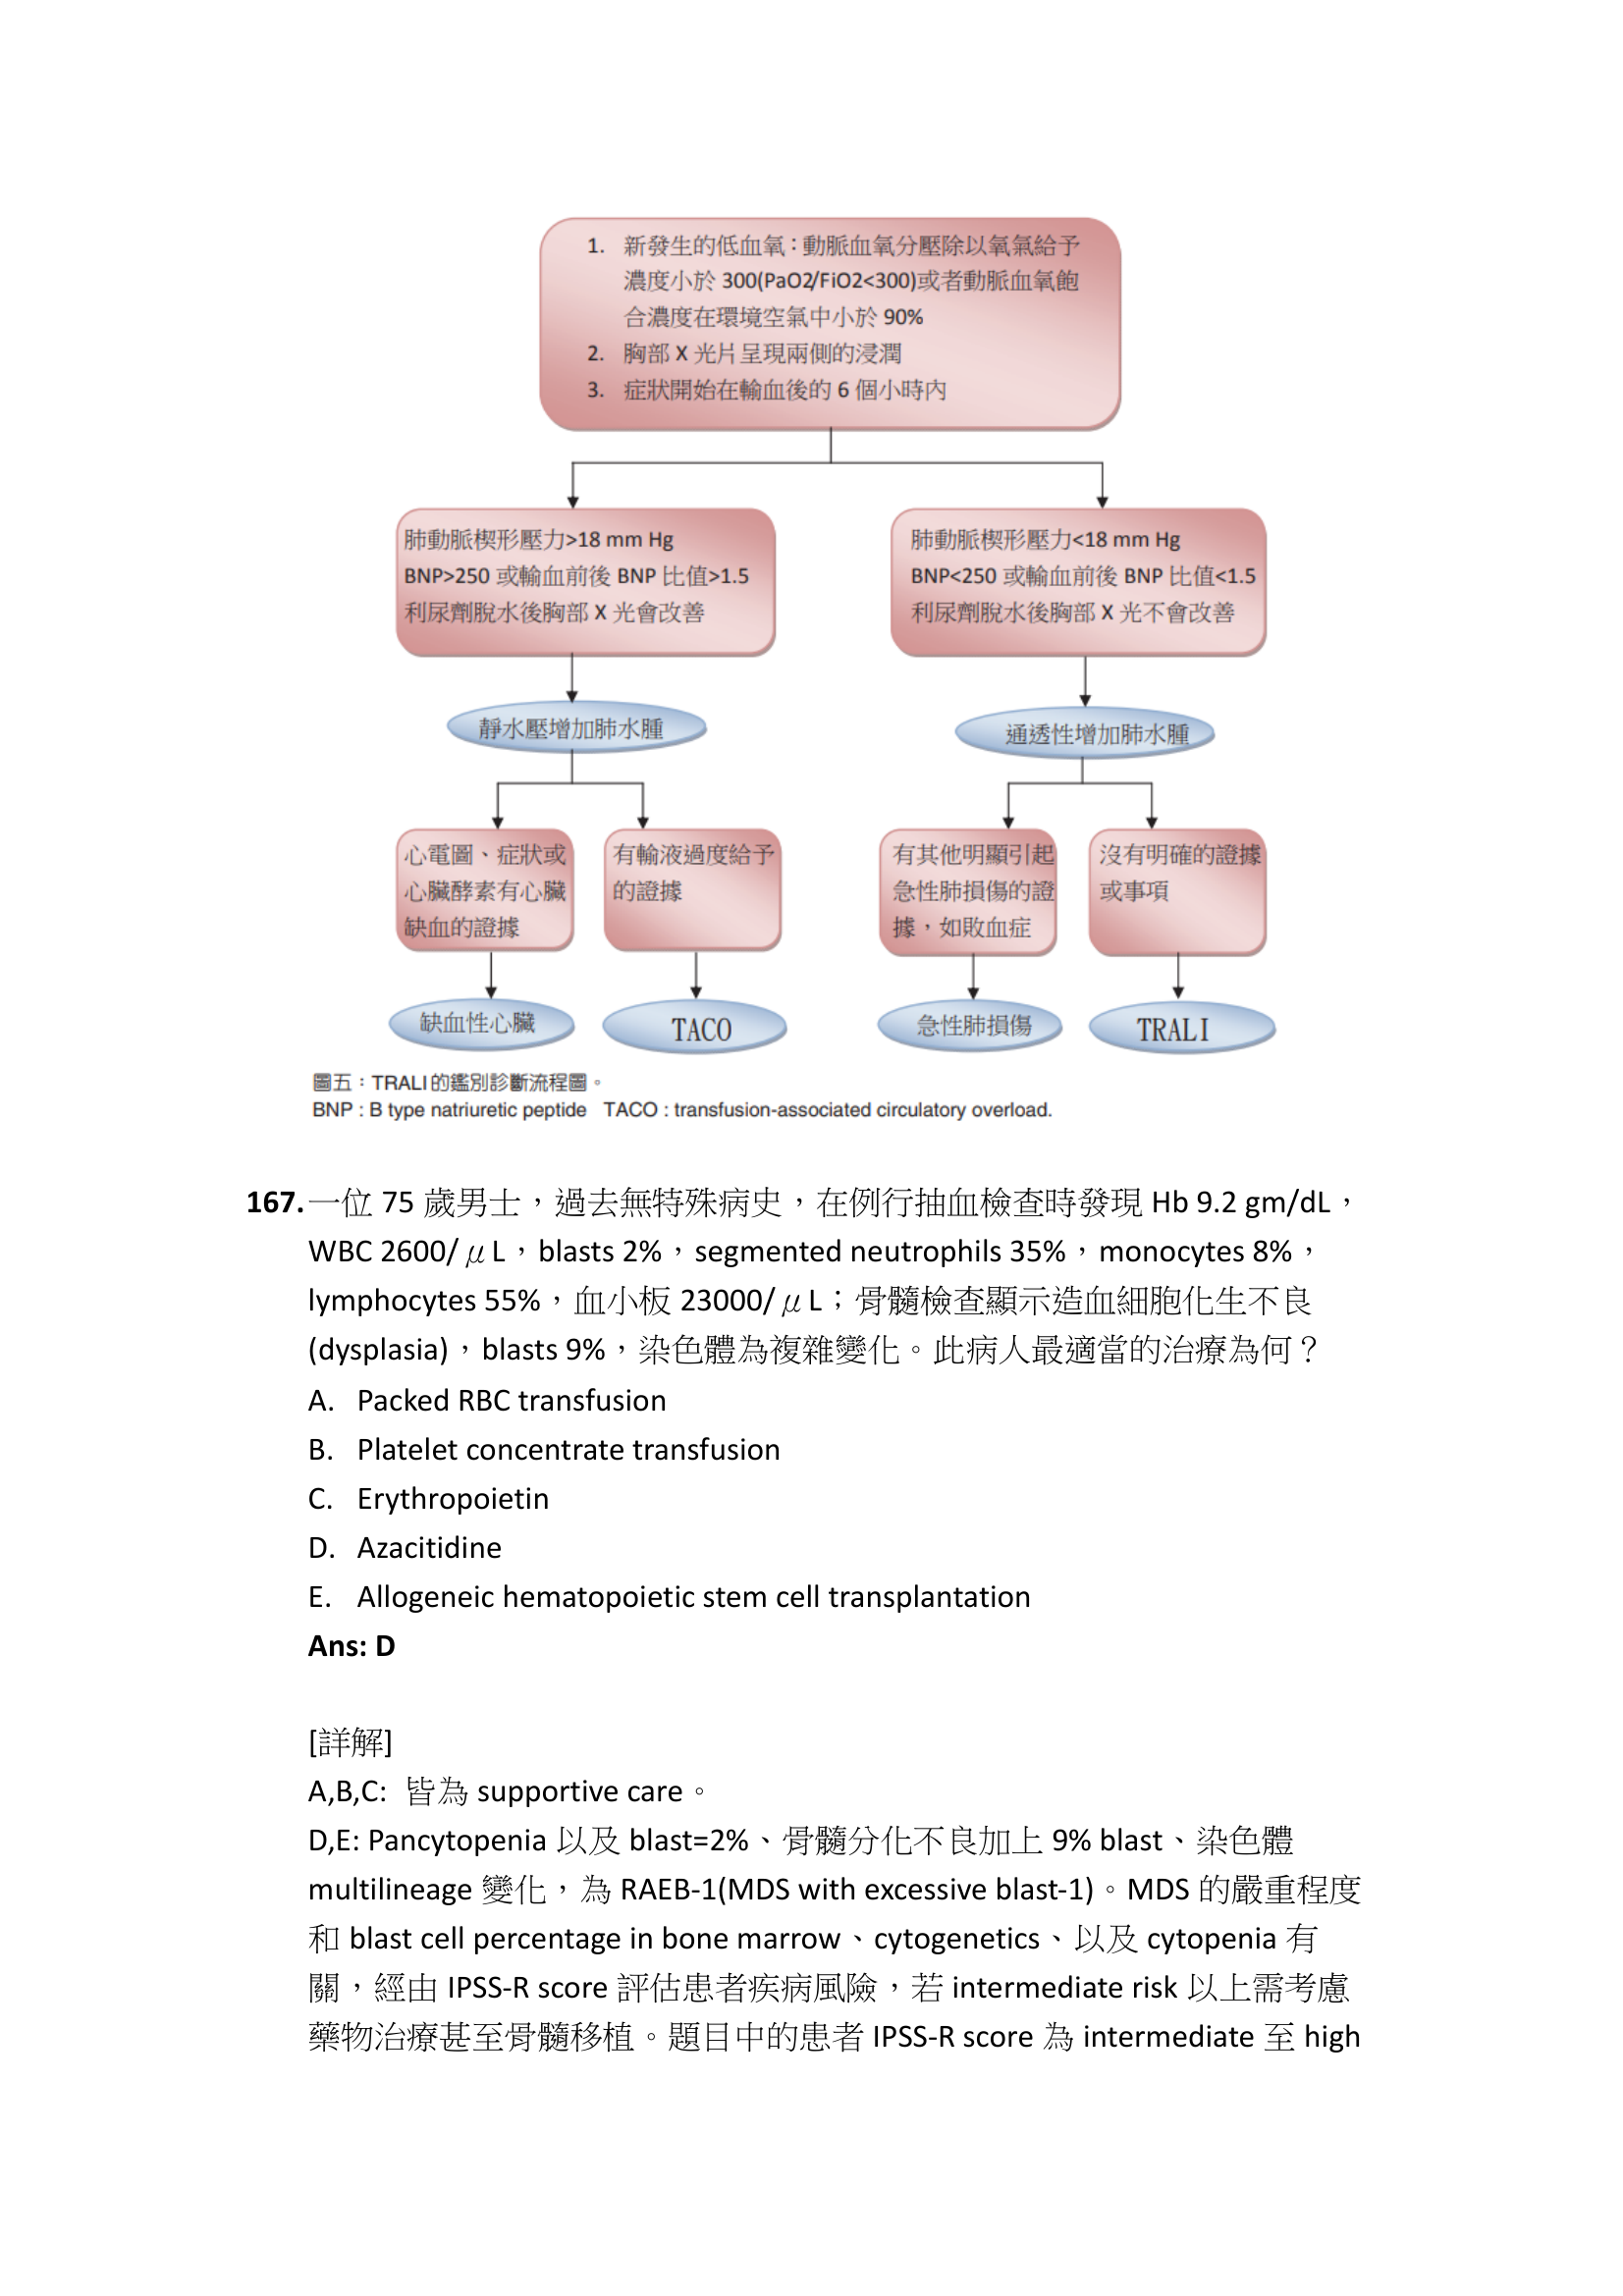 1. 新發生的低血氧：動脈血氧分壓除以氧氣給予
濃度小於 300(PaO2/FiO2<300)或者動脈血氧飽
合濃度在環境空氣中小於 90%
2. 胸部 X 光片呈現兩側的浸潤
3. 症狀開始在輸血後的 6 個小時內
肺動脈楔形壓力>18 mm Hg
BNP>250 或輸血前後 BNP 比值>1.5
利尿劑脫水後胸部 X 光會改善
肺動脈楔形壓力<18 mm Hg
BNP<250 或輸血前後 BNP 比值<1.5
利尿劑脫水後胸部 X 光不會改善
靜水壓增加肺水腫
通透性增加肺水腫
心電圖、症狀或
心臟酵素有心臟
缺血的證據
有輸液過度給予
的證據
有其他明顯引起
急性肺損傷的證
據，如敗血症
沒有明確的證據
或事項
缺血性心臟
TACO
急性肺損傷
TRALI
圖五：TRALI的鑑別診斷流程圖。
BNP : B type natriuretic peptide TACO : transfusion-associated circulatory overload.
167. 一位 75 歲男士，過去無特殊病史，在例行抽血檢查時發現 Hb 9.2 gm/dL，
WBC 2600/μL，blasts 2%，segmented neutrophils 35%，monocytes 8%，
lymphocytes 55%，血小板 23000/μL；骨髓檢查顯示造血細胞化生不良
(dysplasia)，blasts 9%，染色體為複雜變化。此病人最適當的治療為何？
A. Packed RBC transfusion
B. Platelet concentrate transfusion
C. Erythropoietin
D. Azacitidine
E. Allogeneic hematopoietic stem cell transplantation
Ans: D
[詳解]
A,B,C: 皆為 supportive care。
D,E: Pancytopenia 以及 blast=2%、骨髓分化不良加上 9% blast、染色體
multilineage 變化，為 RAEB-1(MDS with excessive blast-1)。MDS 的嚴重程度
和 blast cell percentage in bone marrow、cytogenetics、以及 cytopenia 有
關，經由 IPSS-R score 評估患者疾病風險，若 intermediate risk 以上需考慮
藥物治療甚至骨髓移植。題目中的患者 IPSS-R score 為 intermediate 至 high